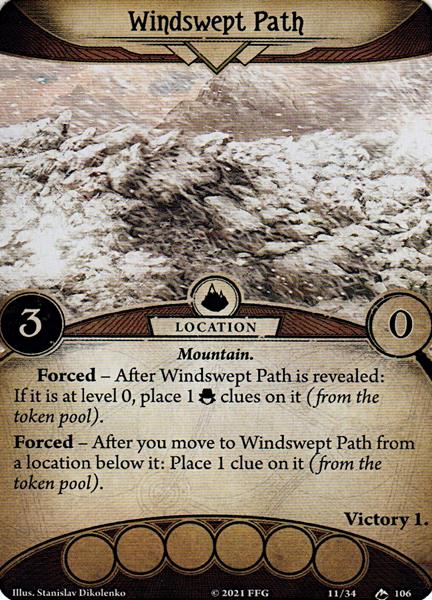 Windswept Path
3
LOCATION
0
Mountain.
Forced – After Windswept Path is revealed:
If it is at level 0, place 1 clues on it (from the
token pool).
Forced – After you move to Windswept Path from
a location below it: Place 1 clue on it (from the
token pool).
Victory 1.
Illus. Stanislav Dikolenko © 2021 FFG 11/34 106